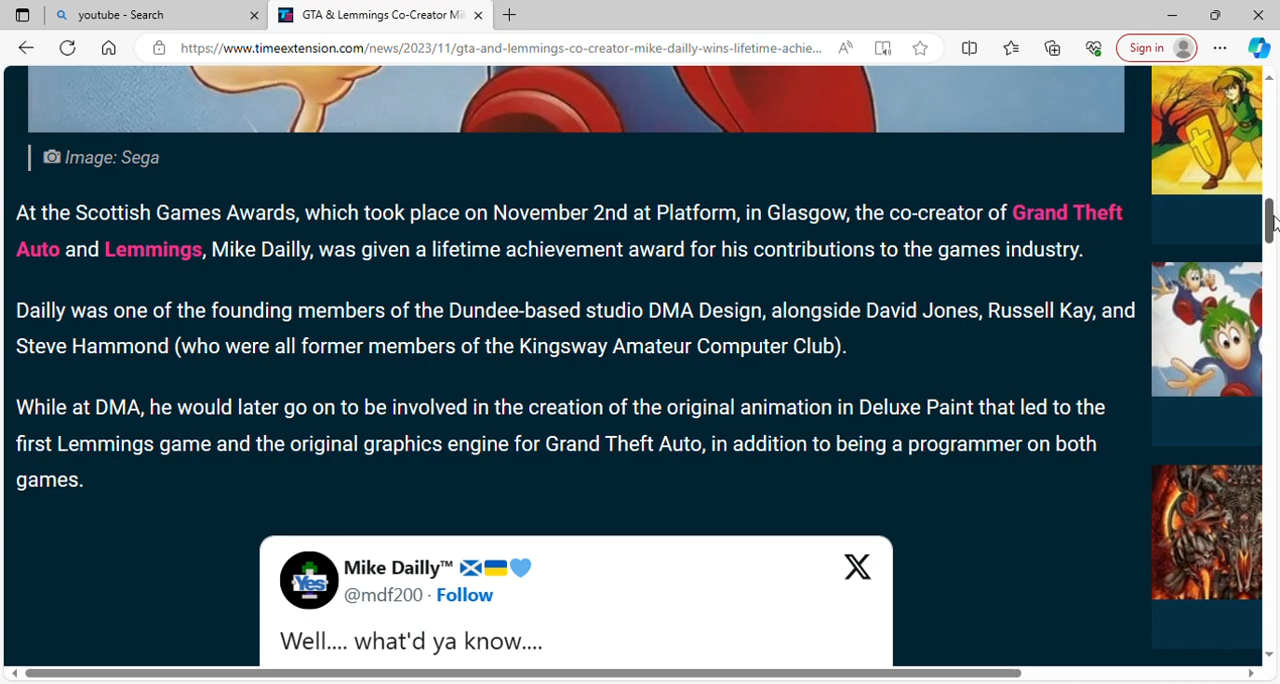 youtube - Search
GTA & Lemmings Co-Creator Mi
https://www.timeextension.com/news/2023/11/gta-and-lemmings-co-creator-mike-dailly-wins-lifetime-achie...
Sign in
Image: Sega
At the Scottish Games Awards, which took place on November 2nd at Platform, in Glasgow, the co-creator of Grand Theft
Auto and Lemmings, Mike Dailly, was given a lifetime achievement award for his contributions to the games industry.
Dailly was one of the founding members of the Dundee-based studio DMA Design, alongside David Jones, Russell Kay, and
Steve Hammond (who were all former members of the Kingsway Amateur Computer Club).
While at DMA, he would later go on to be involved in the creation of the original animation in Deluxe Paint that led to the
first Lemmings game and the original graphics engine for Grand Theft Auto, in addition to being a programmer on both
games.
Mike Dailly™
@mdf200 · Follow
Yes
Well.... what'd ya know....